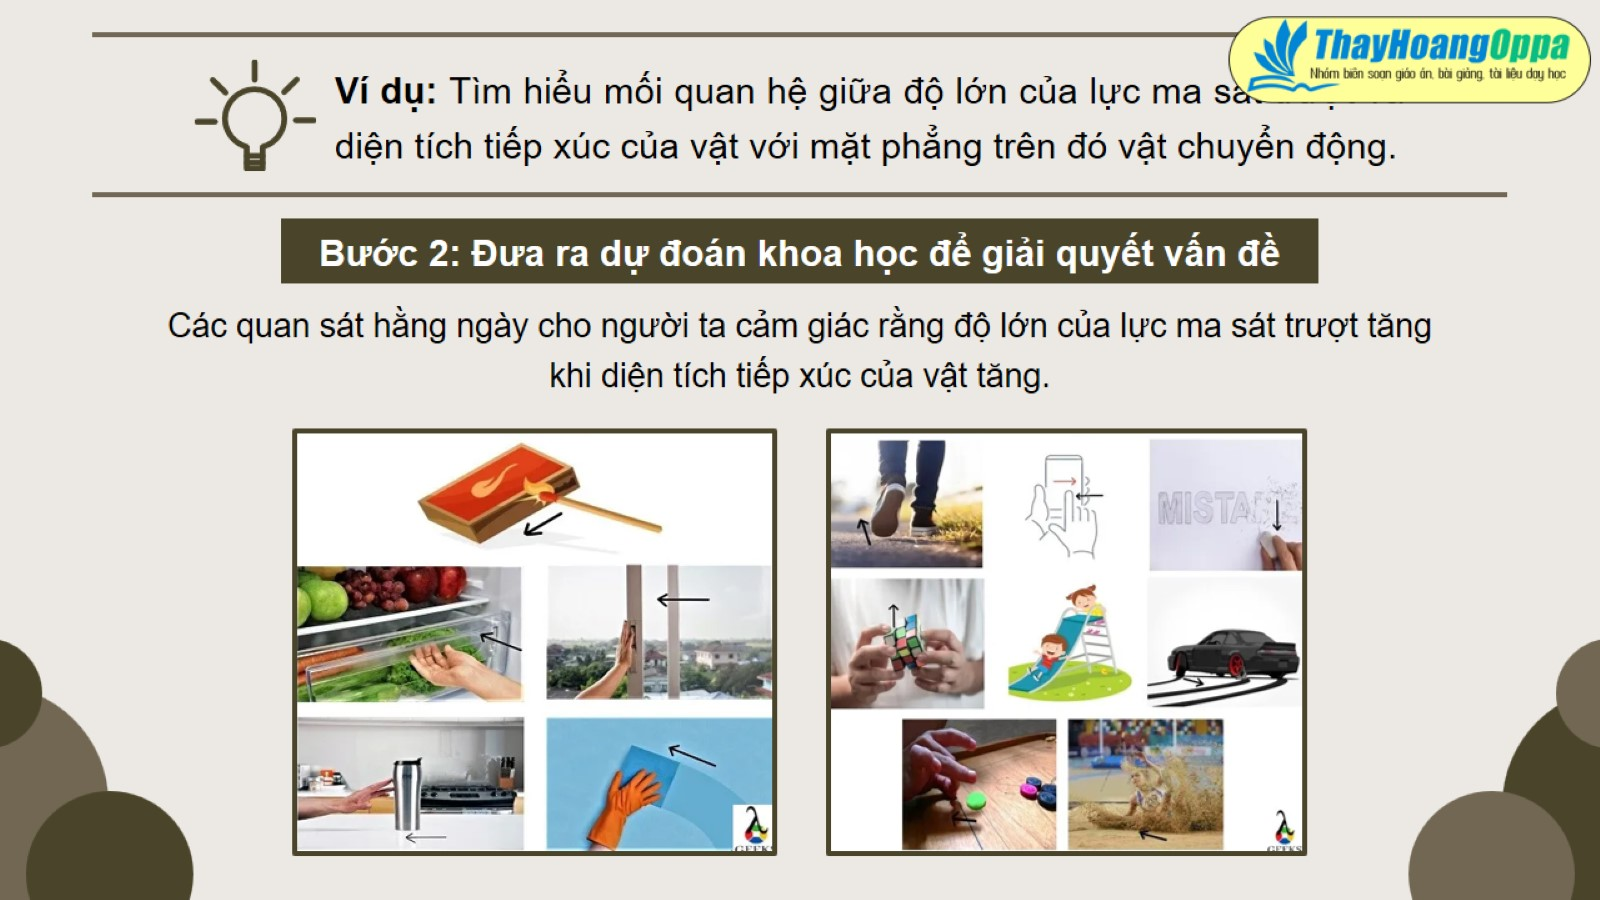 ThayHoangOppa
Nhóm biên soạn giáo án, bài giảng, tài liệu dạy học
Ví dụ: Tìm hiểu mối quan hệ giữa độ lớn của lực ma sát
diện tích tiếp xúc của vật với mặt phẳng trên đó vật chuyển động.
Bước 2: Đưa ra dự đoán khoa học để giải quyết vấn đề
Các quan sát hằng ngày cho người ta cảm giác rằng độ lớn của lực ma sát trượt tăng
khi diện tích tiếp xúc của vật tăng.
GEEKS
GEEKS